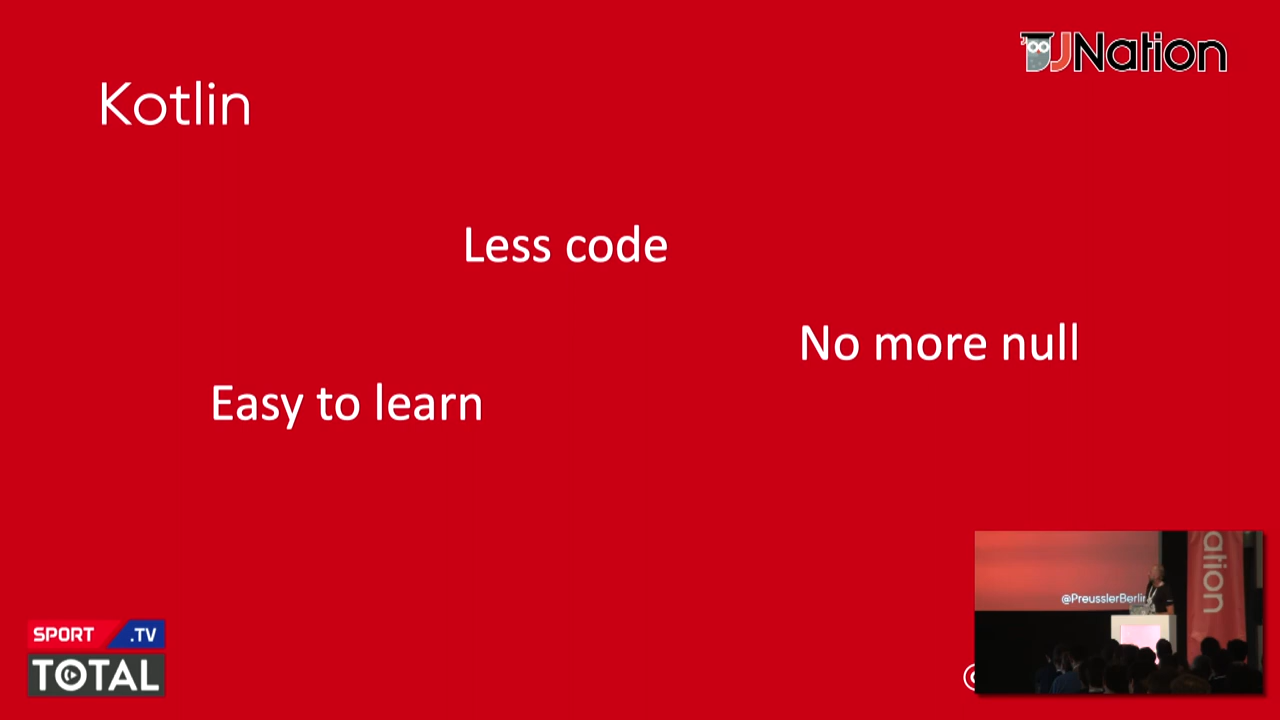 JNation
Kotlin
Less code
No more null
Easy to learn
ation
@PreusslerBerlin
SPORT .TV
TOTAL
@